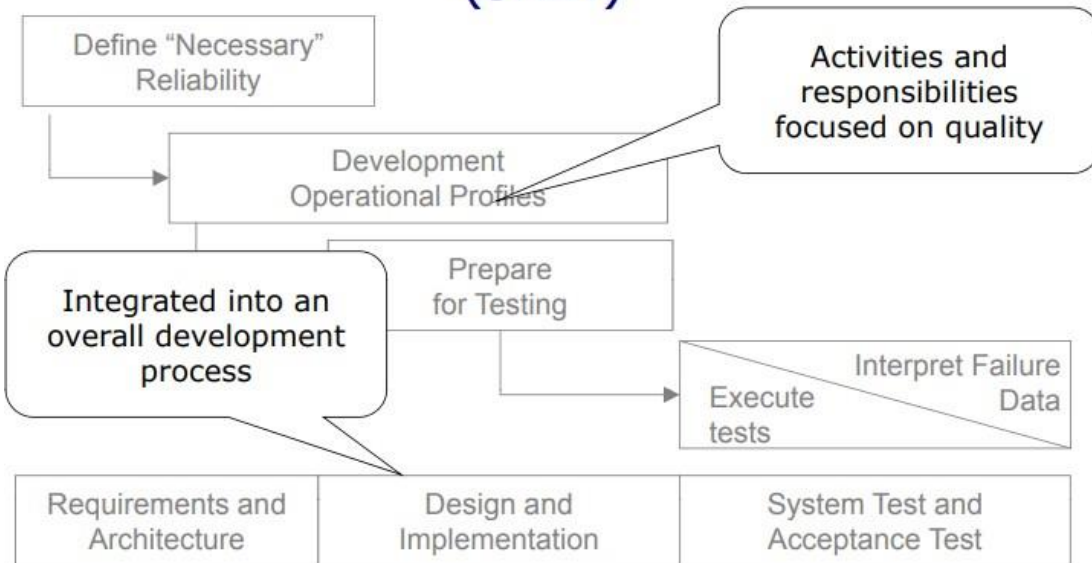 Define “Necessary”
Reliability
Activities and
responsibilities
focused on quality
Development
Operational Profiles
Prepare
for Testing
Integrated into an
overall development
process
Interpret Failure
Data
Execute
tests
Requirements and
Architecture
Design and
Implementation
System Test and
Acceptance Test